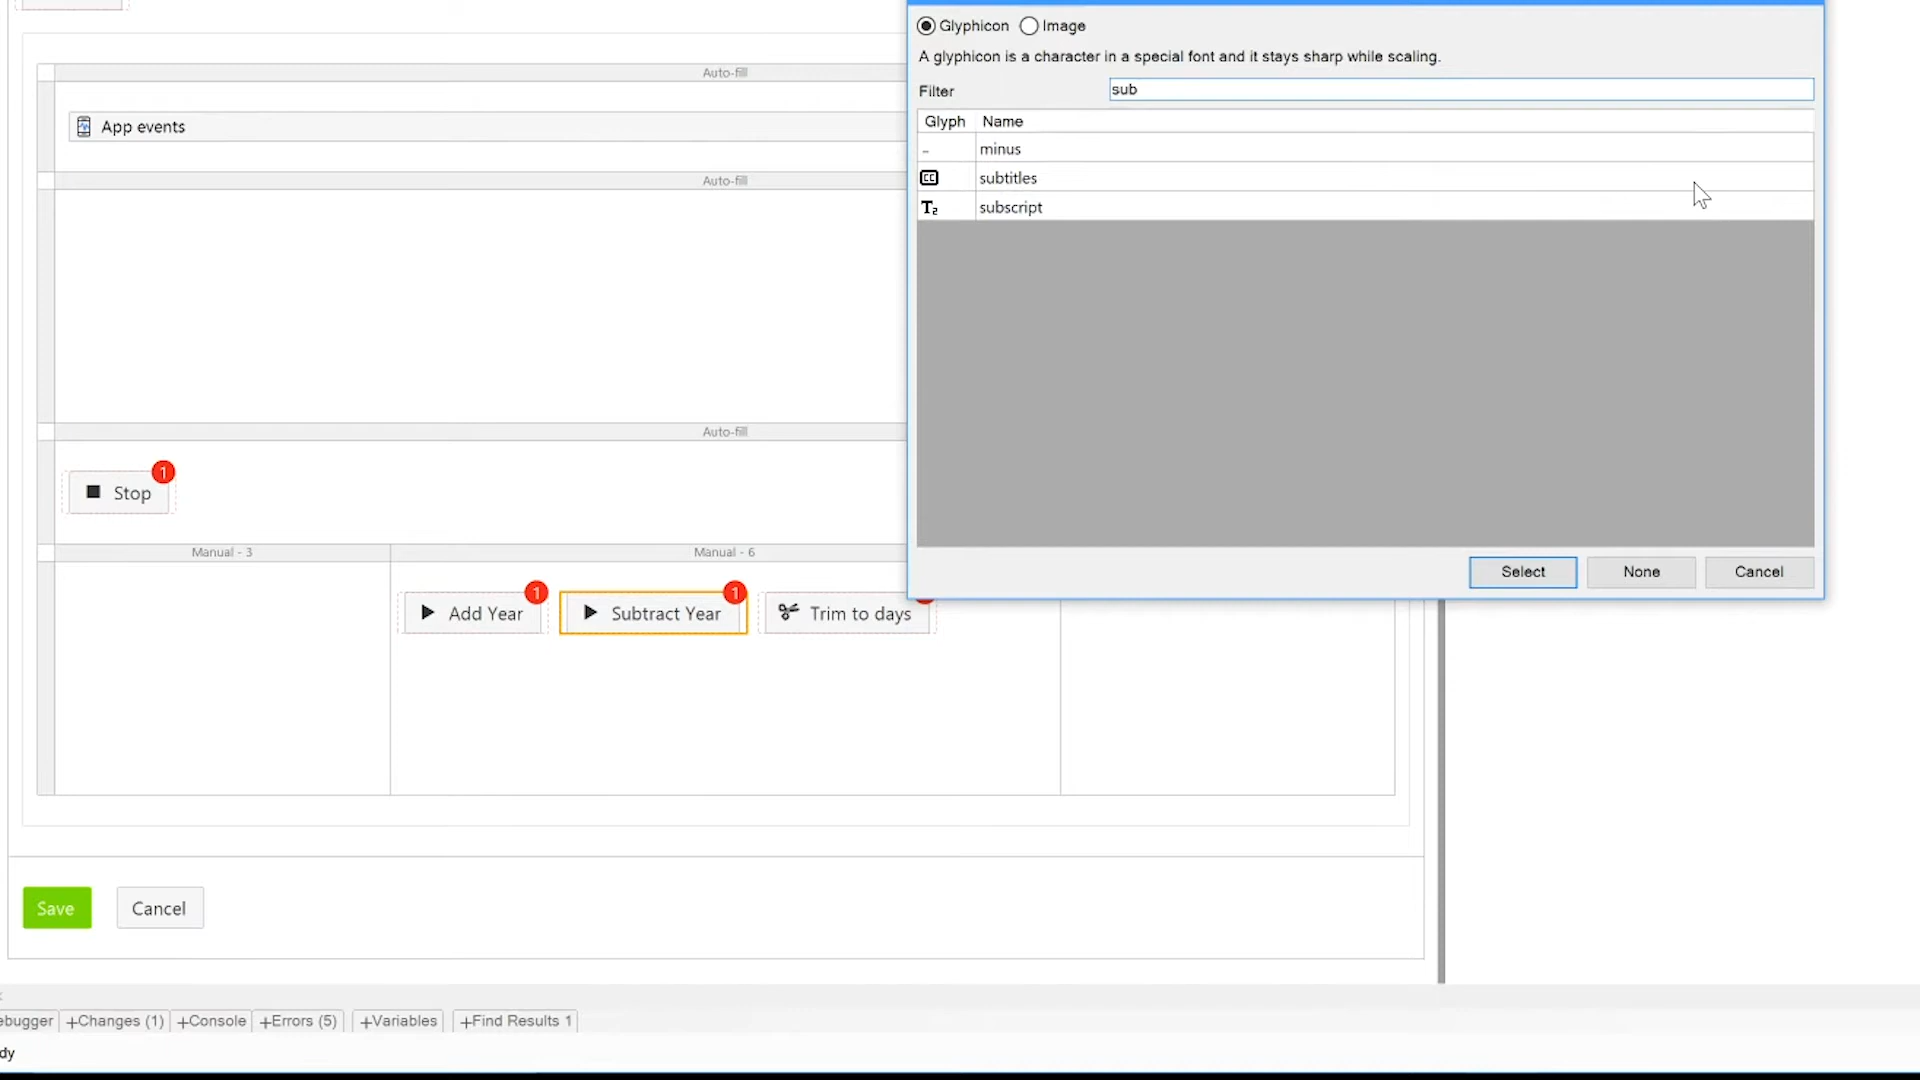 Glyphicon Image
A glyphicon is a character in a special font and it stays sharp while scaling.
Filter sub
Glyph Name
minus
subtitles
subscript
Select None Cancel
Auto-fill
App events
Auto-fill
Auto-fill
1
Stop
Manual - 3 Manual - 6
1 1
Add Year Subtract Year Trim to days
Save Cancel
ebugger +Changes (1) +Console +Errors (5) +Variables +Find Results 1
dy